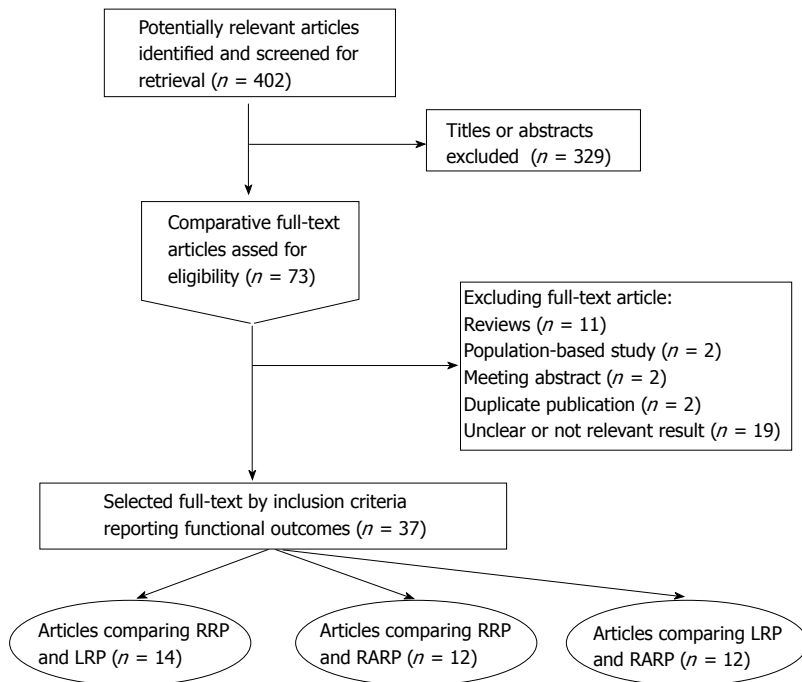 Potentially relevant articles
identified and screened for
retrieval (n = 402)
Titles or abstracts
excluded (n = 329)
Comparative full-text
articles assed for
eligibility (n = 73)
Excluding full-text article:
Reviews (n = 11)
Population-based study (n = 2)
Meeting abstract (n = 2)
Duplicate publication (n = 2)
Unclear or not relevant result (n = 19)
Selected full-text by inclusion criteria
reporting functional outcomes (n = 37)
Articles comparing RRP
and LRP (n = 14)
Articles comparing RRP
and RARP (n = 12)
Articles comparing LRP
and RARP (n = 12)